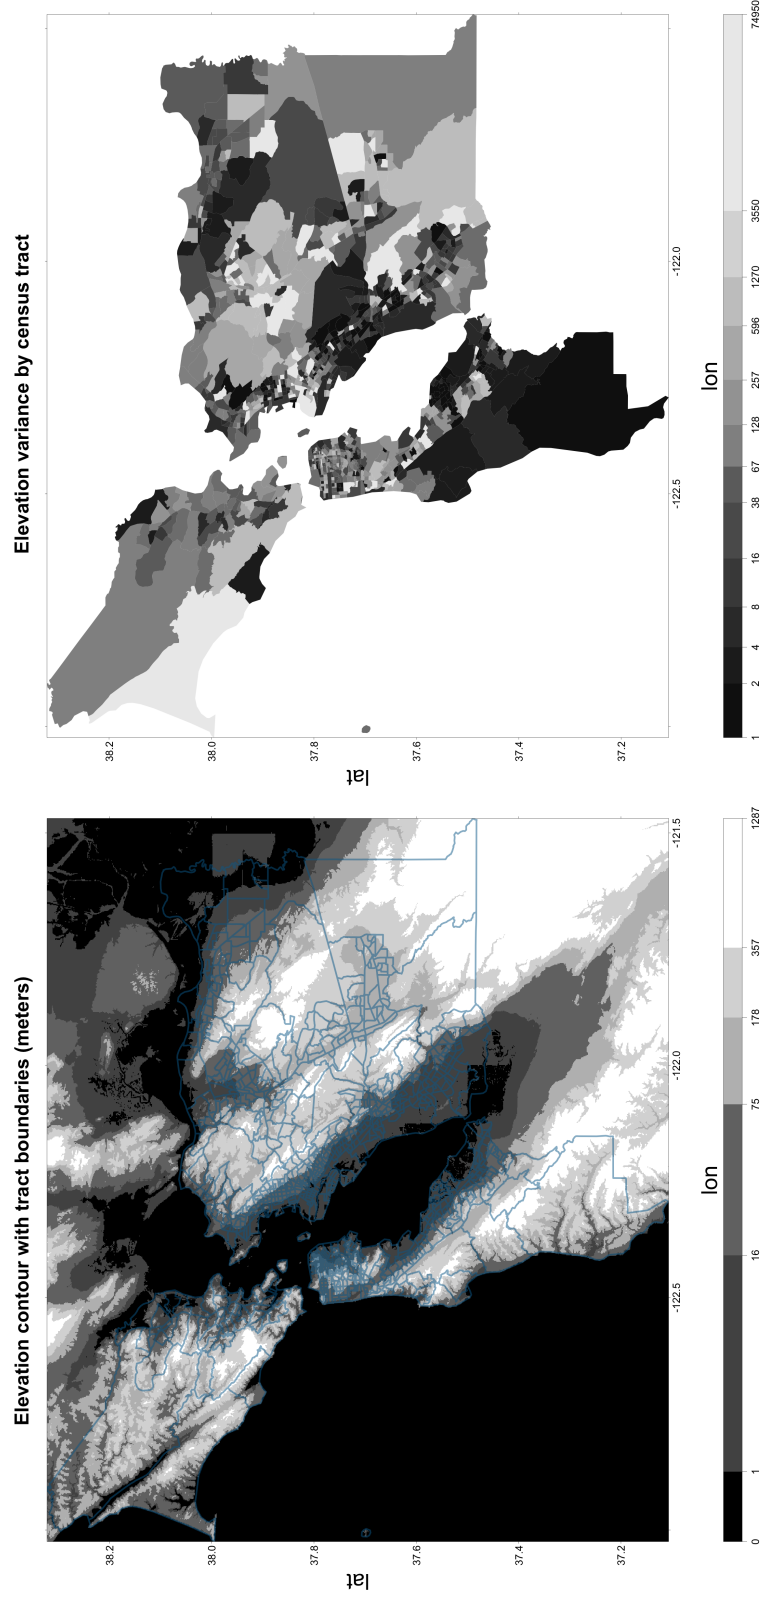 Elevation contour with tract boundaries (meters)
lat
38.2
38.0
37.8
37.6
37.4
37.2
-122.5 -122.0 -121.5
lon
0 1 16 75 178 357 1287
Elevation variance by census tract
lat
38.2
38.0
37.8
37.6
37.4
37.2
-122.5 -122.0
lon
1 2 4 8 16 38 67 128 257 596 1270 3550 74950